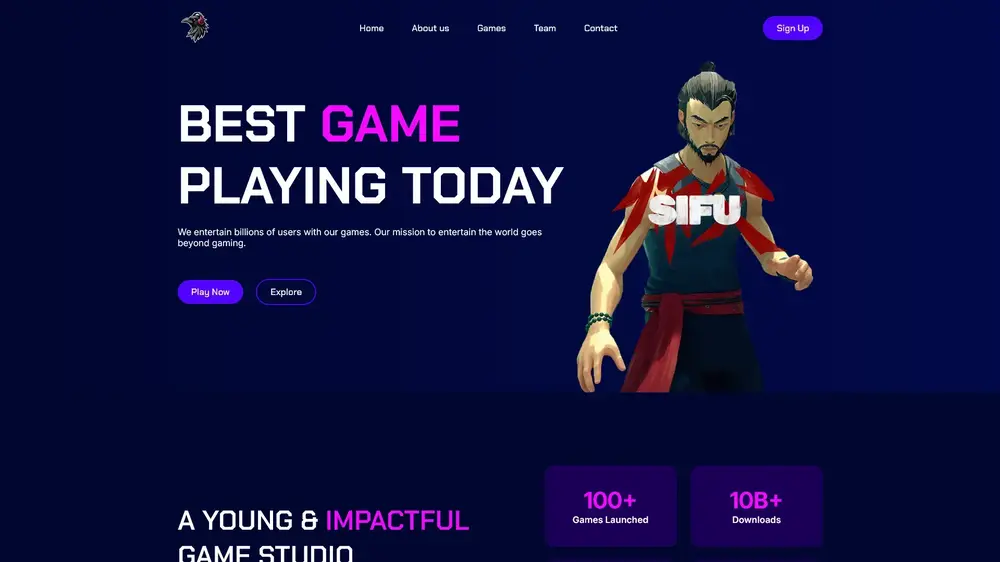 Home
About us
Games
Team
Contact
Sign Up
BEST GAME
PLAYING TODAY
We entertain billions of users with our games. Our mission to entertain the world goes
beyond gaming.
Play Now
Explore
SIFU
A YOUNG & IMPACTFUL
GAME STUDIO
100+
Games Launched
10B+
Downloads